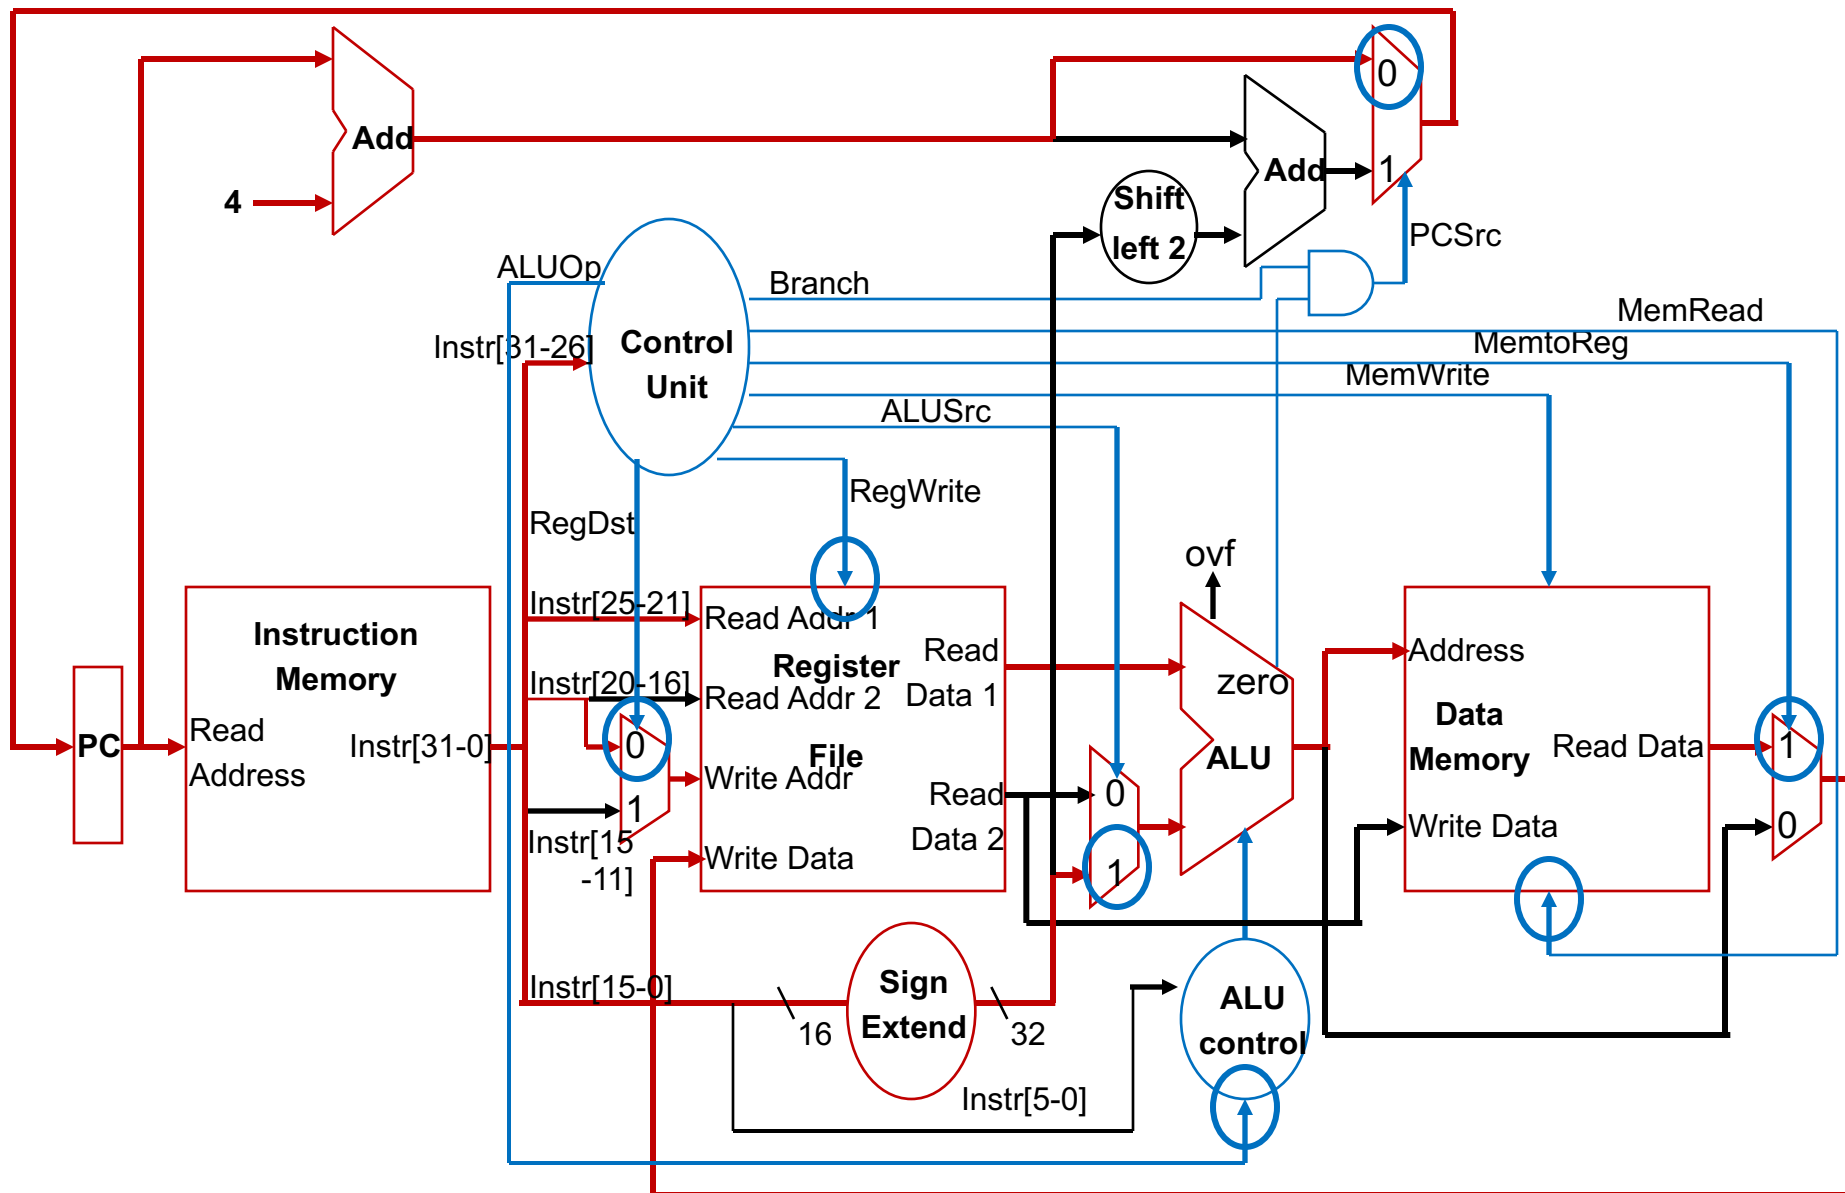 0
Add
Add
1
4
Shift
left 2
PCSrc
ALUOp
Branch
MemRead
Instr[31-26]
Control
Unit
MemtoReg
MemWrite
ALUSrc
RegWrite
RegDst
ovf
Instr[25-21]
Read Addr 1
Instruction
Memory
Register
Read
Data 1
Address
Instr[20-16]
Read Addr 2
zero
Data
Memory
PC
Read
Address
Instr[31-0]
0
File
ALU
Read Data
1
Write Addr
1
Read
Data 2
0
Write Data
0
Instr[15
-11]
Write Data
1
Instr[15-0]
Sign
Extend
16
32
ALU
control
Instr[5-0]